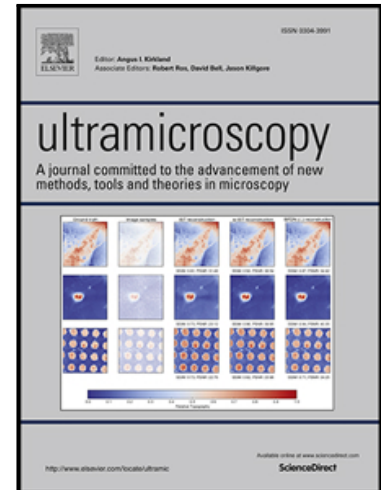 ISSN 0304-3991
ELSEVIER
Editor: Angus I. Kirkland
Associate Editors: Robert Ros, David Bell, Jason Killgore
ultramicroscopy
A journal committed to the advancement of new
methods, tools and theories in microscopy
Available online at www.sciencedirect.com
http://www.elsevier.com/locate/ultramic
ScienceDirect